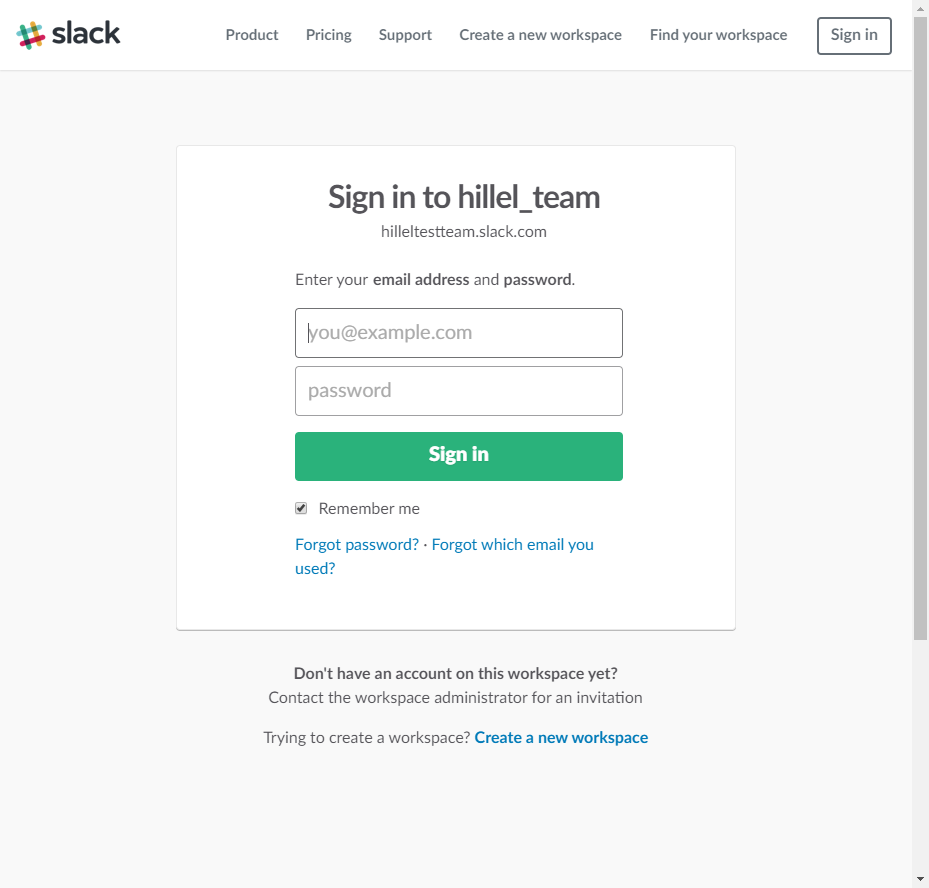 slack Product Pricing Support Create a new workspace Find your workspace Sign in
Sign in to hillel_team
hilleltestteam.slack.com
Enter your email address and password.
you@example.com
password
Sign in
Remember me
Forgot password? · Forgot which email you
used?
Don't have an account on this workspace yet?
Contact the workspace administrator for an invitation
Trying to create a workspace? Create a new workspace